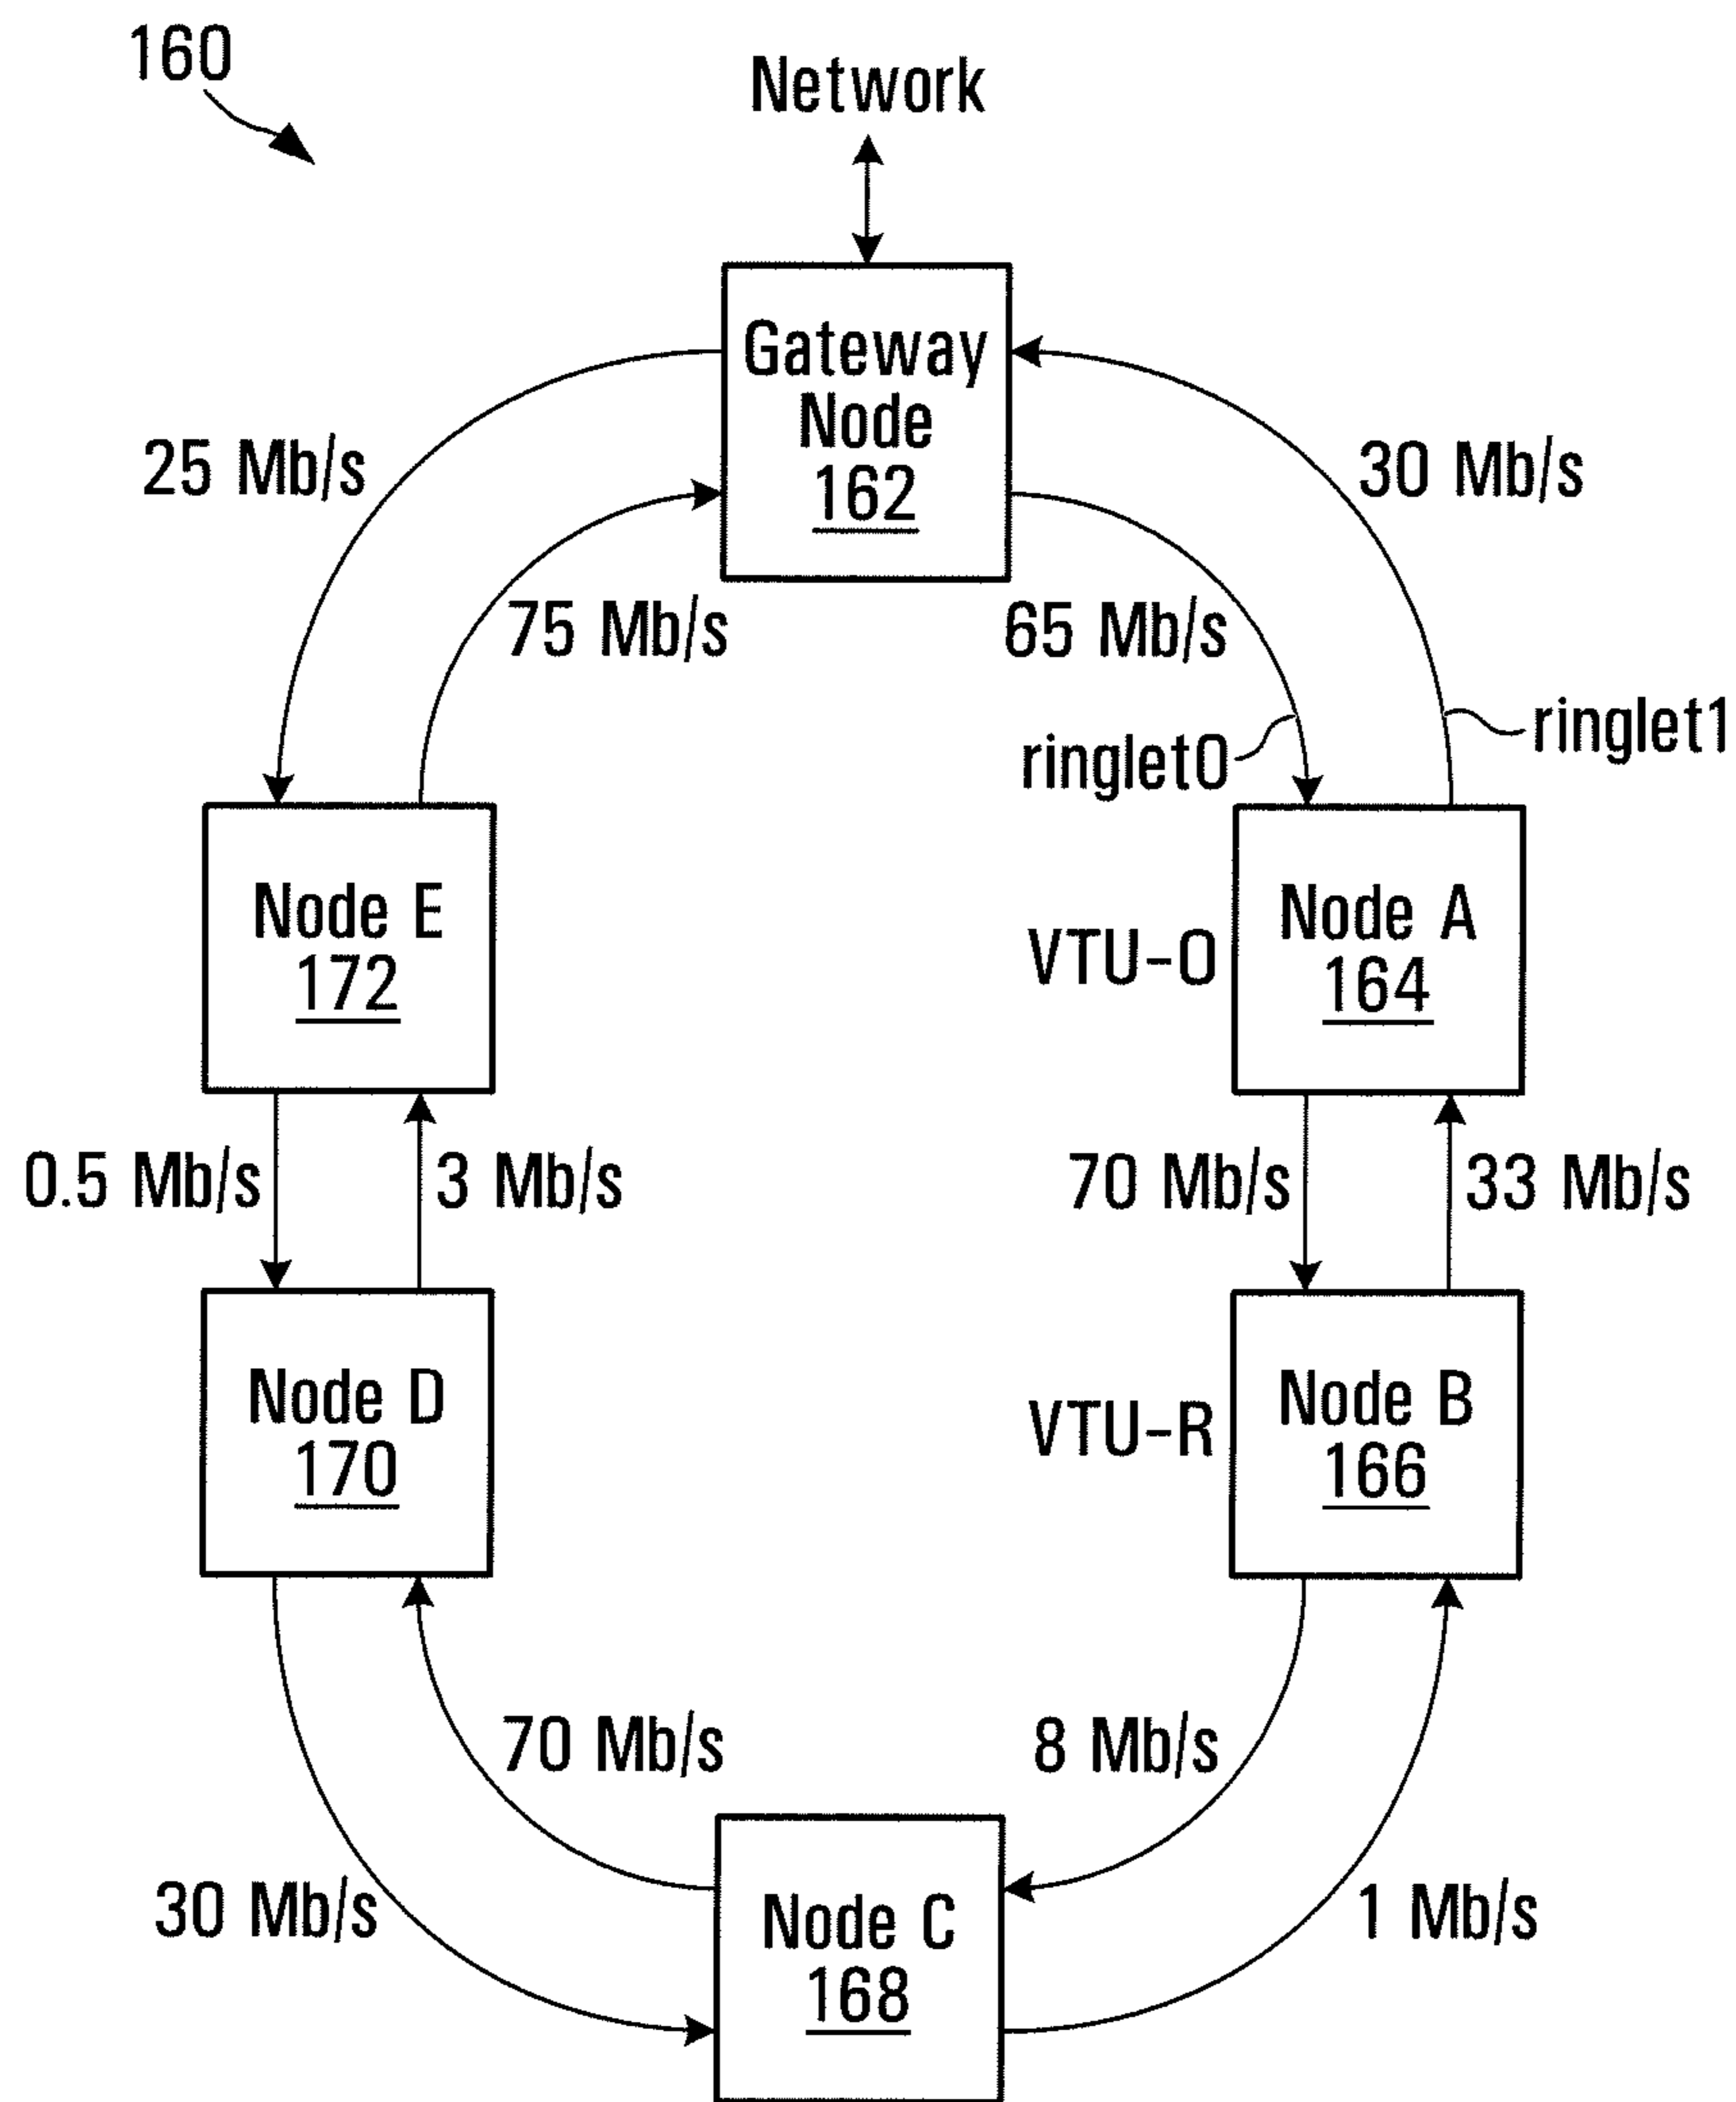 160
Network
Gateway
Node
162
25 Mb/s
30 Mb/s
75 Mb/s
65 Mb/s
ringlet0
ringlet1
Node E
172
VTU-O
Node A
164
0.5 Mb/s
3 Mb/s
70 Mb/s
33 Mb/s
Node D
170
VTU-R
Node B
166
70 Mb/s
8 Mb/s
30 Mb/s
1 Mb/s
Node C
168